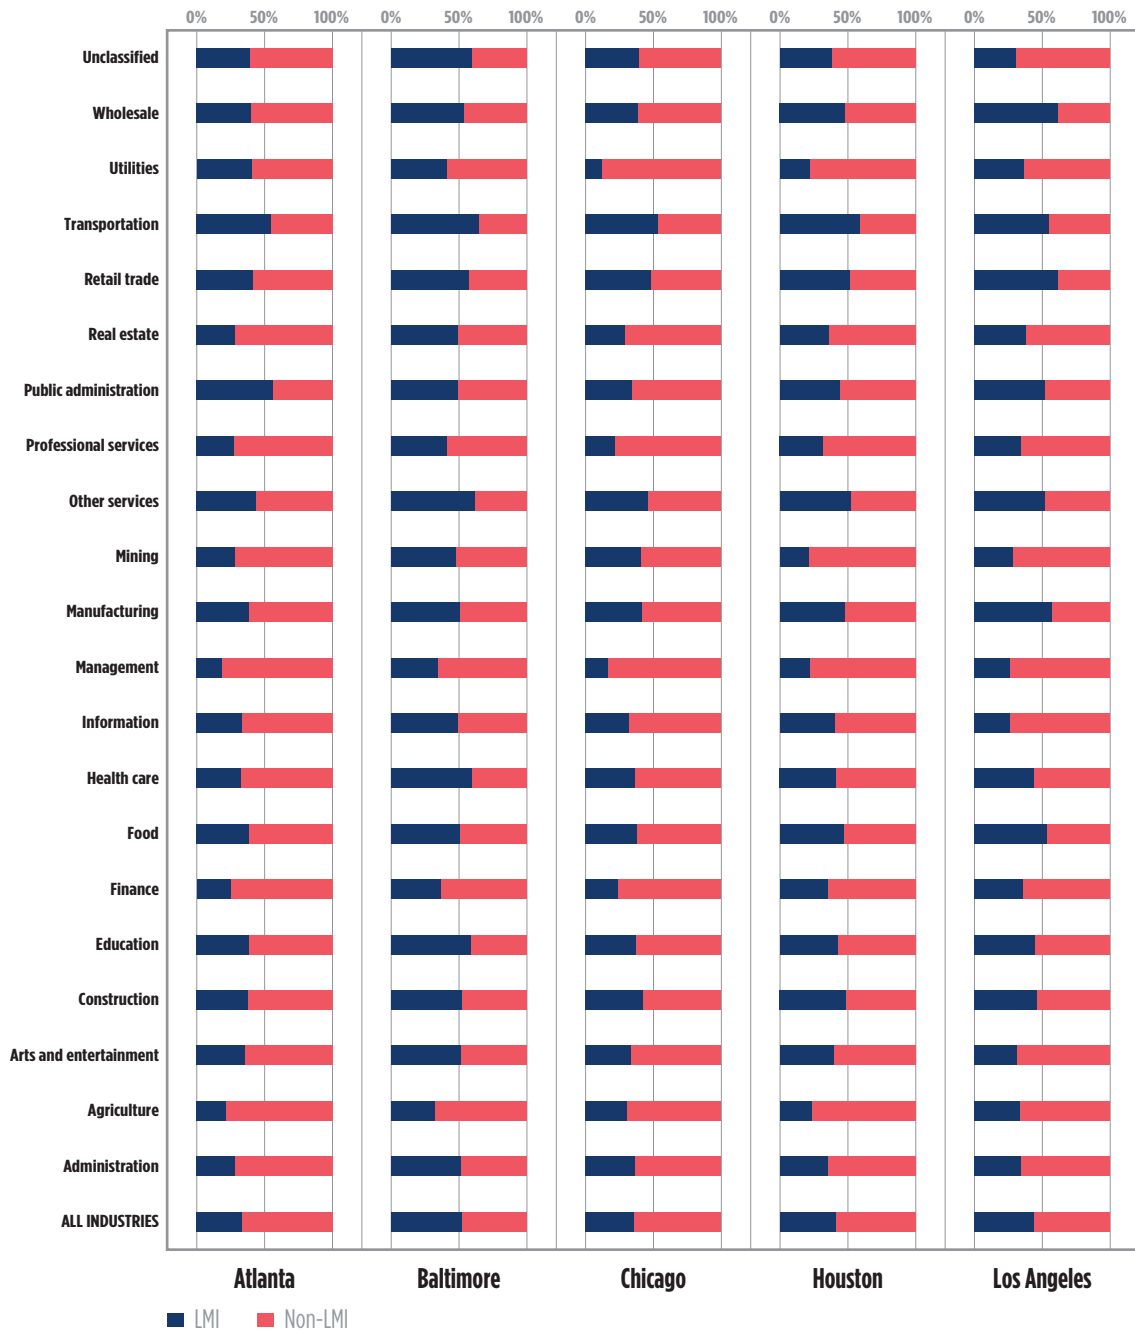 0% 50% 100% 0% 50% 100% 0% 50% 100% 0% 50% 100% 0% 50% 100%
Unclassified
Wholesale
Utilities
Transportation
Retail trade
Real estate
Public administration
Professional services
Other services
Mining
Manufacturing
Management
Information
Health care
Food
Finance
Education
Construction
Arts and entertainment
Agriculture
Administration
ALL INDUSTRIES
Atlanta Baltimore Chicago Houston Los Angeles
LMI Non-LMI